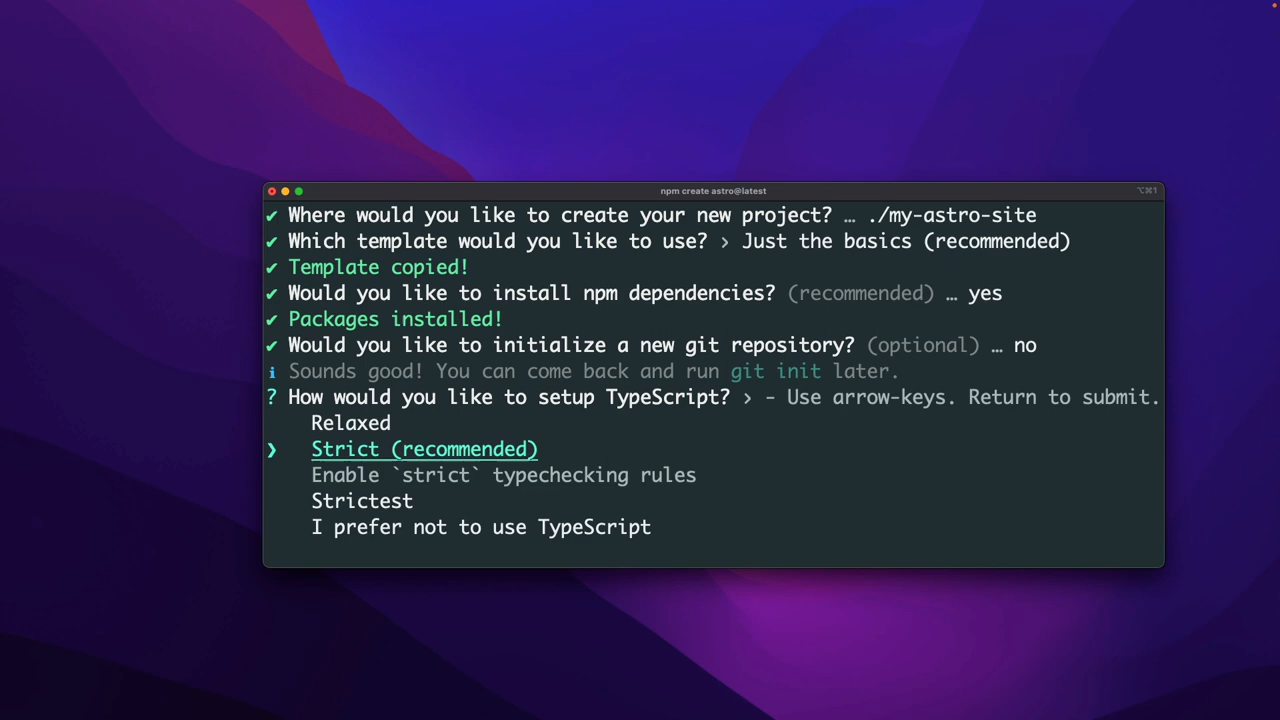 npm create astro@latest
⌥⌘1
✔ Where would you like to create your new project? … ./my-astro-site
✔ Which template would you like to use? › Just the basics (recommended)
✔ Template copied!
✔ Would you like to install npm dependencies? (recommended) … yes
✔ Packages installed!
✔ Would you like to initialize a new git repository? (optional) … no
ℹ Sounds good! You can come back and run git init later.
? How would you like to setup TypeScript? › - Use arrow-keys. Return to submit.
Relaxed
❯ Strict (recommended)
Enable `strict` typechecking rules
Strictest
I prefer not to use TypeScript